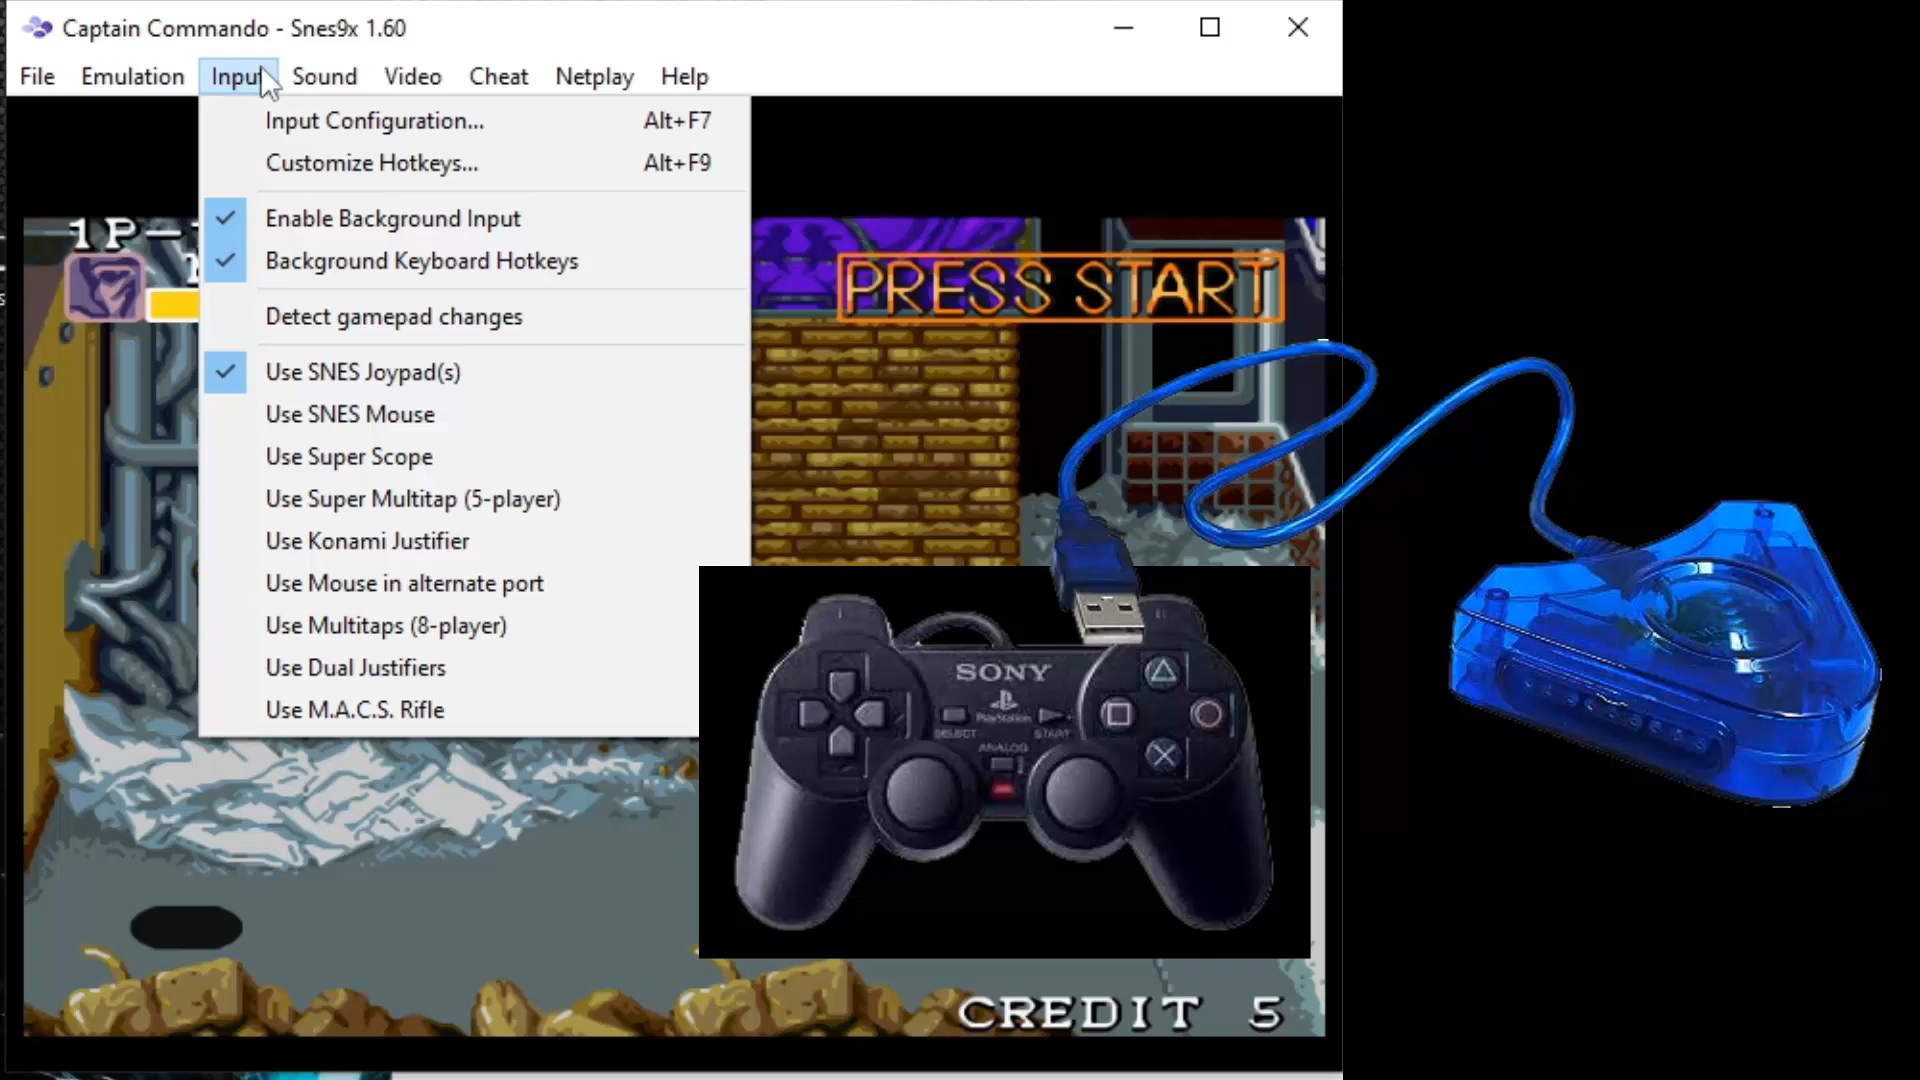 Captain Commando - Snes9x 1.60
File Emulation Input Sound Video Cheat Netplay Help
Input Configuration... Alt+F7
Customize Hotkeys... Alt+F9
Enable Background Input
Background Keyboard Hotkeys
Detect gamepad changes
Use SNES Joypad(s)
Use SNES Mouse
Use Super Scope
Use Super Multitap (5-player)
Use Konami Justifier
Use Mouse in alternate port
Use Multitaps (8-player)
Use Dual Justifiers
Use M.A.C.S. Rifle
1P-
PRESS START
SONY
PlayStation
SELECT START
ANALOG
CREDIT 5